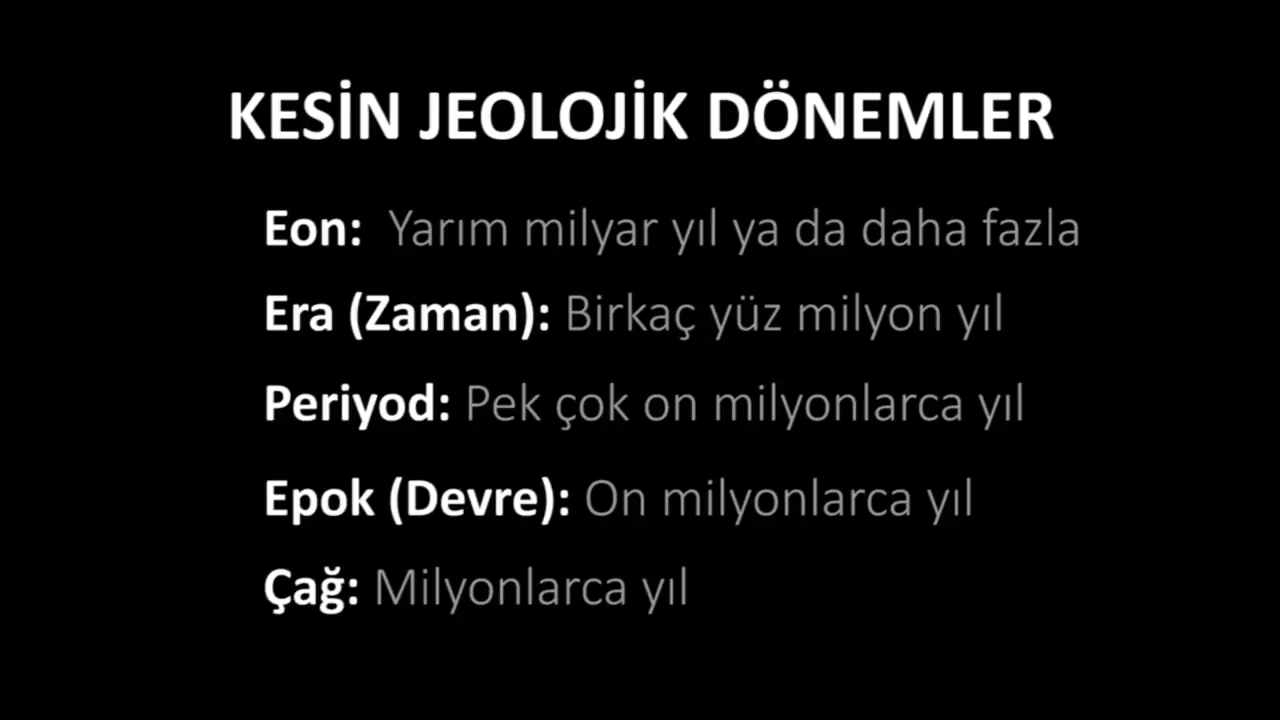 KESİN JEOLOJİK DÖNEMLER
Eon: Yarım milyar yıl ya da daha fazla
Era (Zaman): Birkaç yüz milyon yıl
Periyod: Pek çok on milyonlarca yıl
Epok (Devre): On milyonlarca yıl
Çağ: Milyonlarca yıl